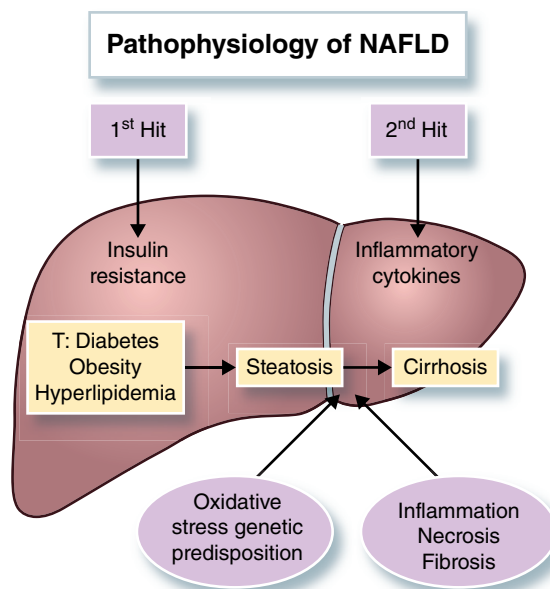 Pathophysiology of NAFLD
1st Hit
2nd Hit
Insulin
resistance
Inflammatory
cytokines
T: Diabetes
Obesity
Hyperlipidemia
Steatosis
Cirrhosis
Oxidative
stress genetic
predisposition
Inflammation
Necrosis
Fibrosis